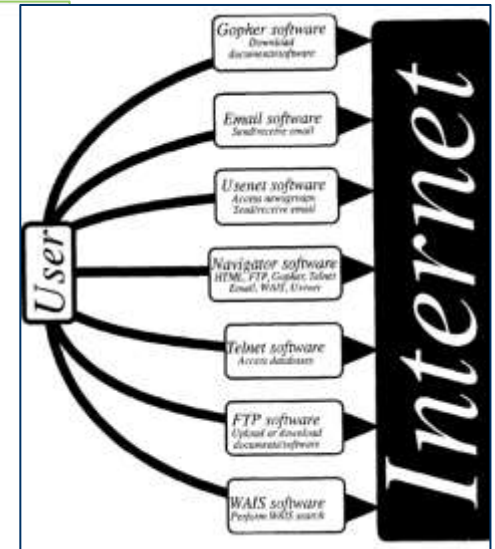 User
Gopher software
Download
documents/software
Email software
Send/receive email
Usenet software
Access newsgroups
Send/receive email
Navigator software
HTML, FTP, Gopher, Telnet
Email, WAIS, Usenet
Telnet software
Access databases
FTP software
Upload or download
documents/software
WAIS software
Perform WAIS search
Internet